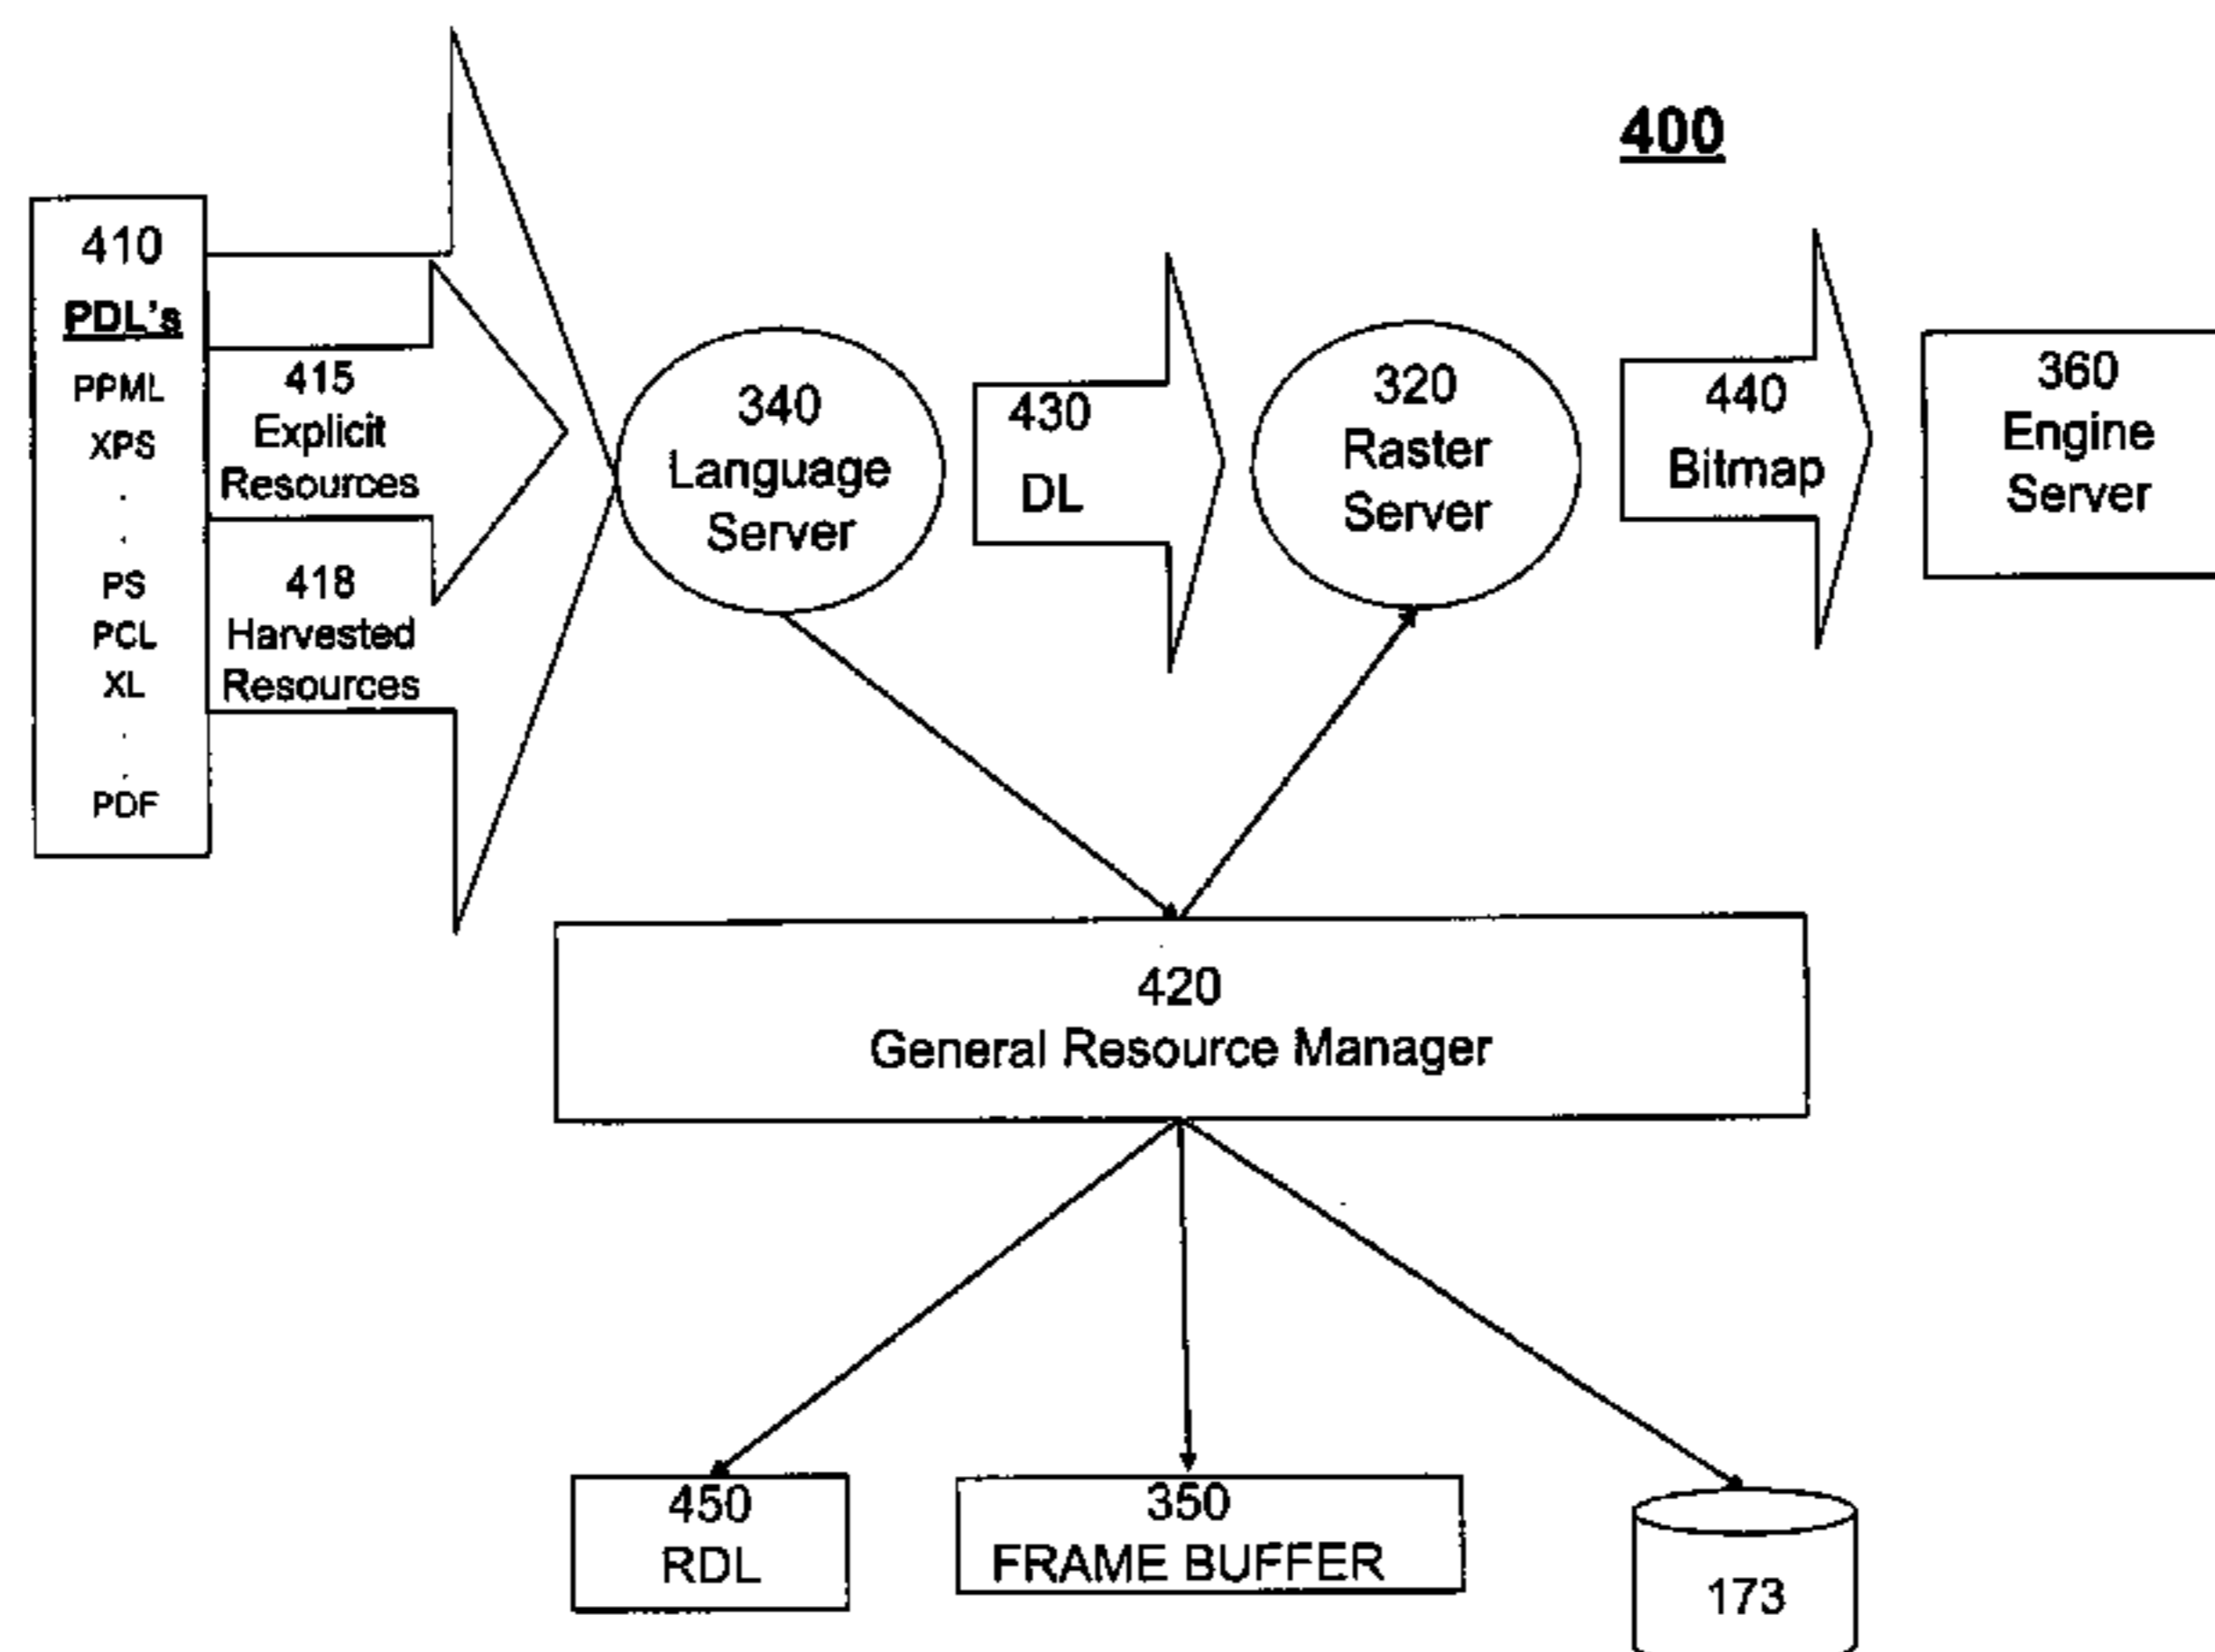 400
410
PDL's
PPML
XPS
.
.
PS
PCL
XL
.
.
PDF
415
Explicit
Resources
418
Harvested
Resources
340
Language
Server
430
DL
320
Raster
Server
440
Bitmap
360
Engine
Server
420
General Resource Manager
450
RDL
350
FRAME BUFFER
173